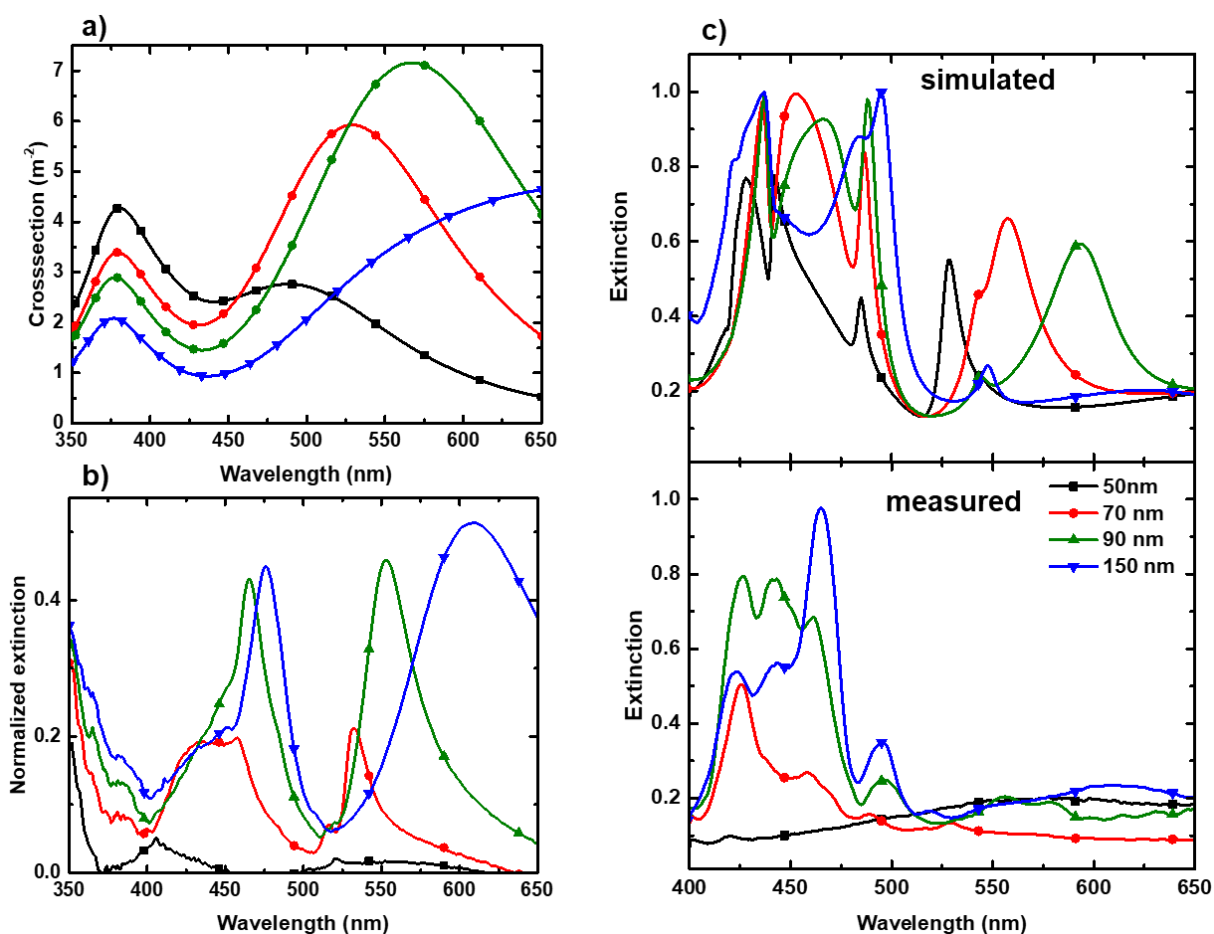 a)
7
6
5
4
3
2
1
0
Crosssection (m-2)
350 400 450 500 550 600 650
Wavelength (nm)
b)
0.4
0.2
0.0
Normalized extinction
350 400 450 500 550 600 650
Wavelength (nm)
c)
simulated
1.0
0.8
0.6
0.4
0.2
Extinction
measured
50nm
70 nm
90 nm
150 nm
1.0
0.8
0.6
0.4
0.2
Extinction
400 450 500 550 600 650
Wavelength (nm)